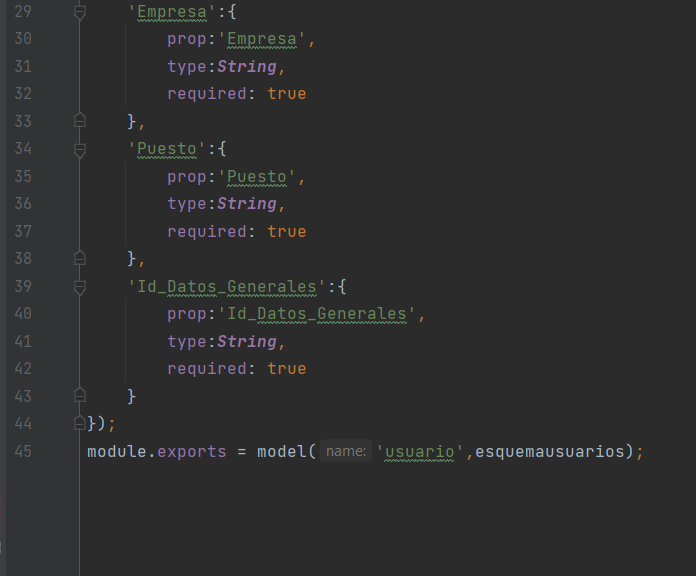 29 'Empresa':{
30 prop:'Empresa',
31 type:String,
32 required: true
33 },
34 'Puesto':{
35 prop:'Puesto',
36 type:String,
37 required: true
38 },
39 'Id_Datos_Generales':{
40 prop:'Id_Datos_Generales',
41 type:String,
42 required: true
43 }
44 });
45 module.exports = model( name: 'usuario',esquemausuarios);